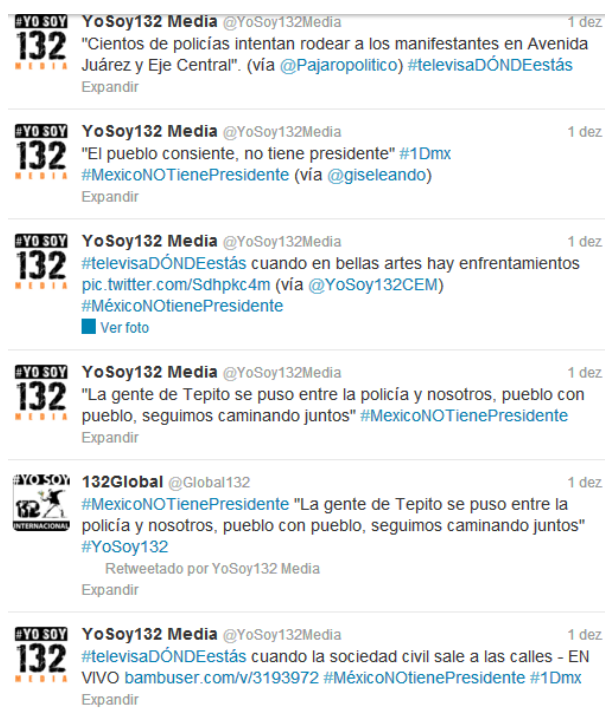 #YO SOY
132
MEDIA
YoSoy132 Media @YoSoy132Media 1 dez
"Cientos de policías intentan rodear a los manifestantes en Avenida
Juárez y Eje Central". (vía @Pajaropolitico) #televisaDÓNDEestás
Expandir
#YO SOY
132
MEDIA
YoSoy132 Media @YoSoy132Media 1 dez
"El pueblo consiente, no tiene presidente" #1Dmx
#MexicoNOTienePresidente (vía @giseleando)
Expandir
#YO SOY
132
MEDIA
YoSoy132 Media @YoSoy132Media 1 dez
#televisaDÓNDEestás cuando en bellas artes hay enfrentamientos
pic.twitter.com/Sdhpkc4m (vía @YoSoy132CEM)
#MéxicoNOtienePresidente
Ver foto
#YO SOY
132
MEDIA
YoSoy132 Media @YoSoy132Media 1 dez
"La gente de Tepito se puso entre la policía y nosotros, pueblo con
pueblo, seguimos caminando juntos" #MexicoNOTienePresidente
Expandir
#YO SOY
132
INTERNACIONAL
132Global @Global132 1 dez
#MexicoNOTienePresidente "La gente de Tepito se puso entre la
policía y nosotros, pueblo con pueblo, seguimos caminando juntos"
#YoSoy132
Retweetado por YoSoy132 Media
Expandir
#YO SOY
132
MEDIA
YoSoy132 Media @YoSoy132Media 1 dez
#televisaDÓNDEestás cuando la sociedad civil sale a las calles - EN
VIVO bambuser.com/v/3193972 #MéxicoNOtienePresidente #1Dmx
Expandir